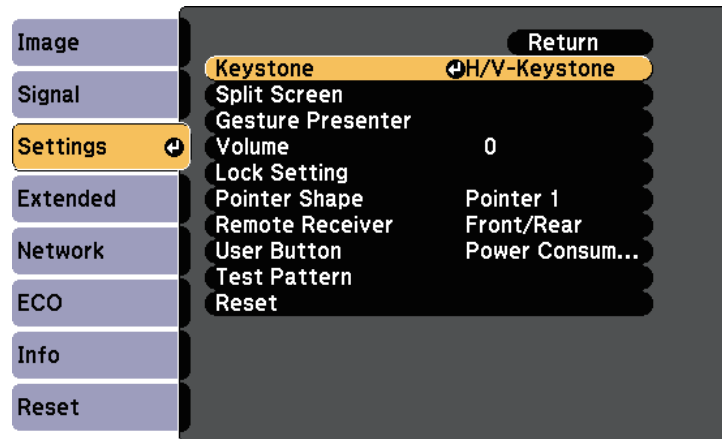 Image
Signal
Settings
Extended
Network
ECO
Info
Reset
Return
Keystone H/V-Keystone
Split Screen
Gesture Presenter
Volume 0
Lock Setting
Pointer Shape Pointer 1
Remote Receiver Front/Rear
User Button Power Consum...
Test Pattern
Reset